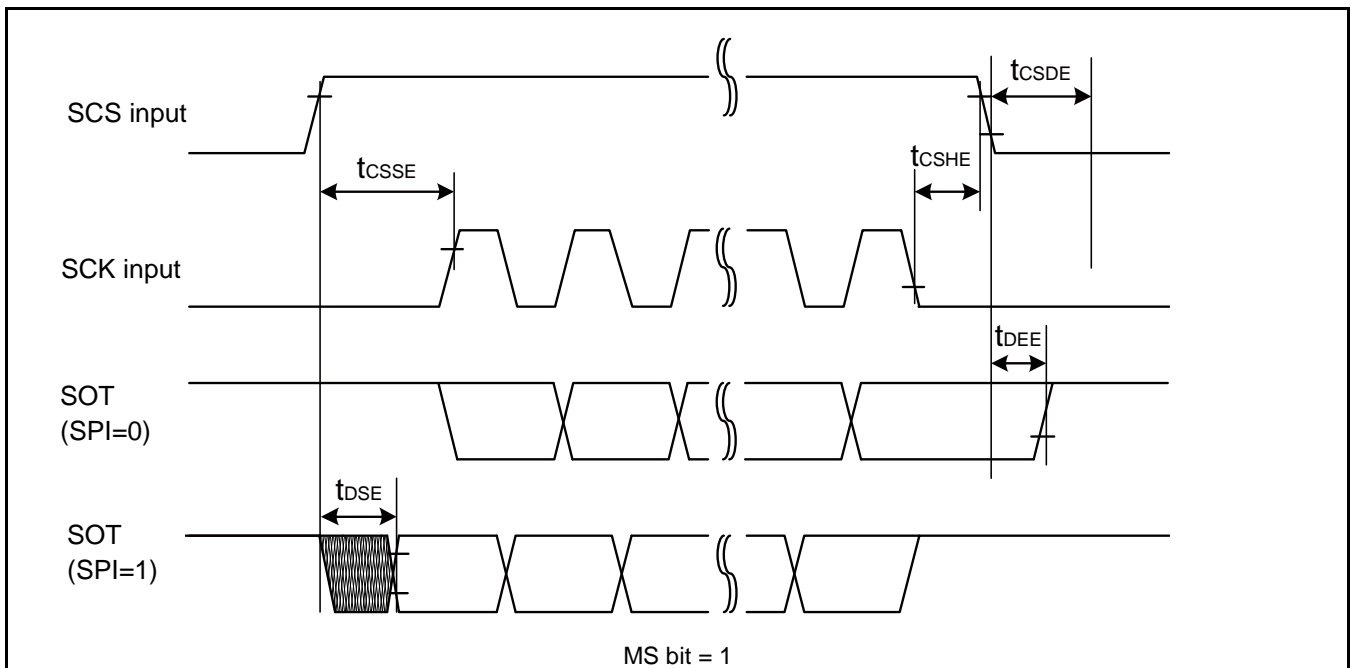 SCS input
tCSDE
tCSHE
tCSSE
SCK input
tDEE
SOT
(SPI=0)
tDSE
SOT
(SPI=1)
MS bit = 1